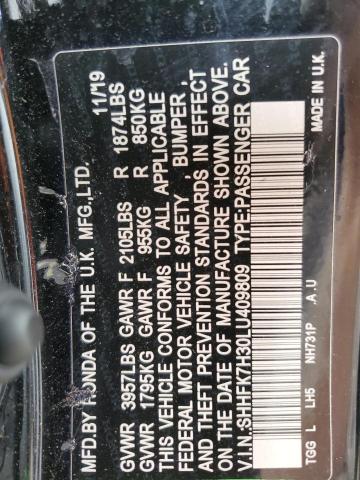 MFD.BY HONDA OF THE U.K. MFG.,LTD. 11/19
GVWR 3957LBS GAWR F 2105LBS R 1874LBS
GVWR 1795KG GAWR F 955KG R 850KG
THIS VEHICLE CONFORMS TO ALL APPLICABLE
FEDERAL MOTOR VEHICLE SAFETY , BUMPER ,
AND THEFT PREVENTION STANDARDS IN EFFECT
ON THE DATE OF MANUFACTURE SHOWN ABOVE.
V.I.N.:SHHFK7H30LU409809 TYPE:PASSENGER CAR
TGG L LH5 NH731P .A .U MADE IN U.K.